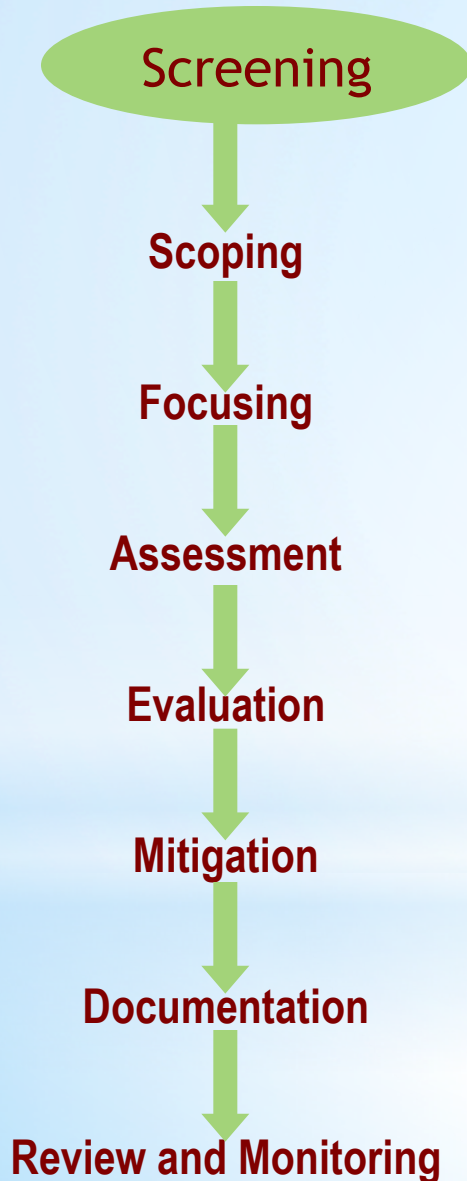 Screening
Scoping
Focusing
Assessment
Evaluation
Mitigation
Documentation
Review and Monitoring